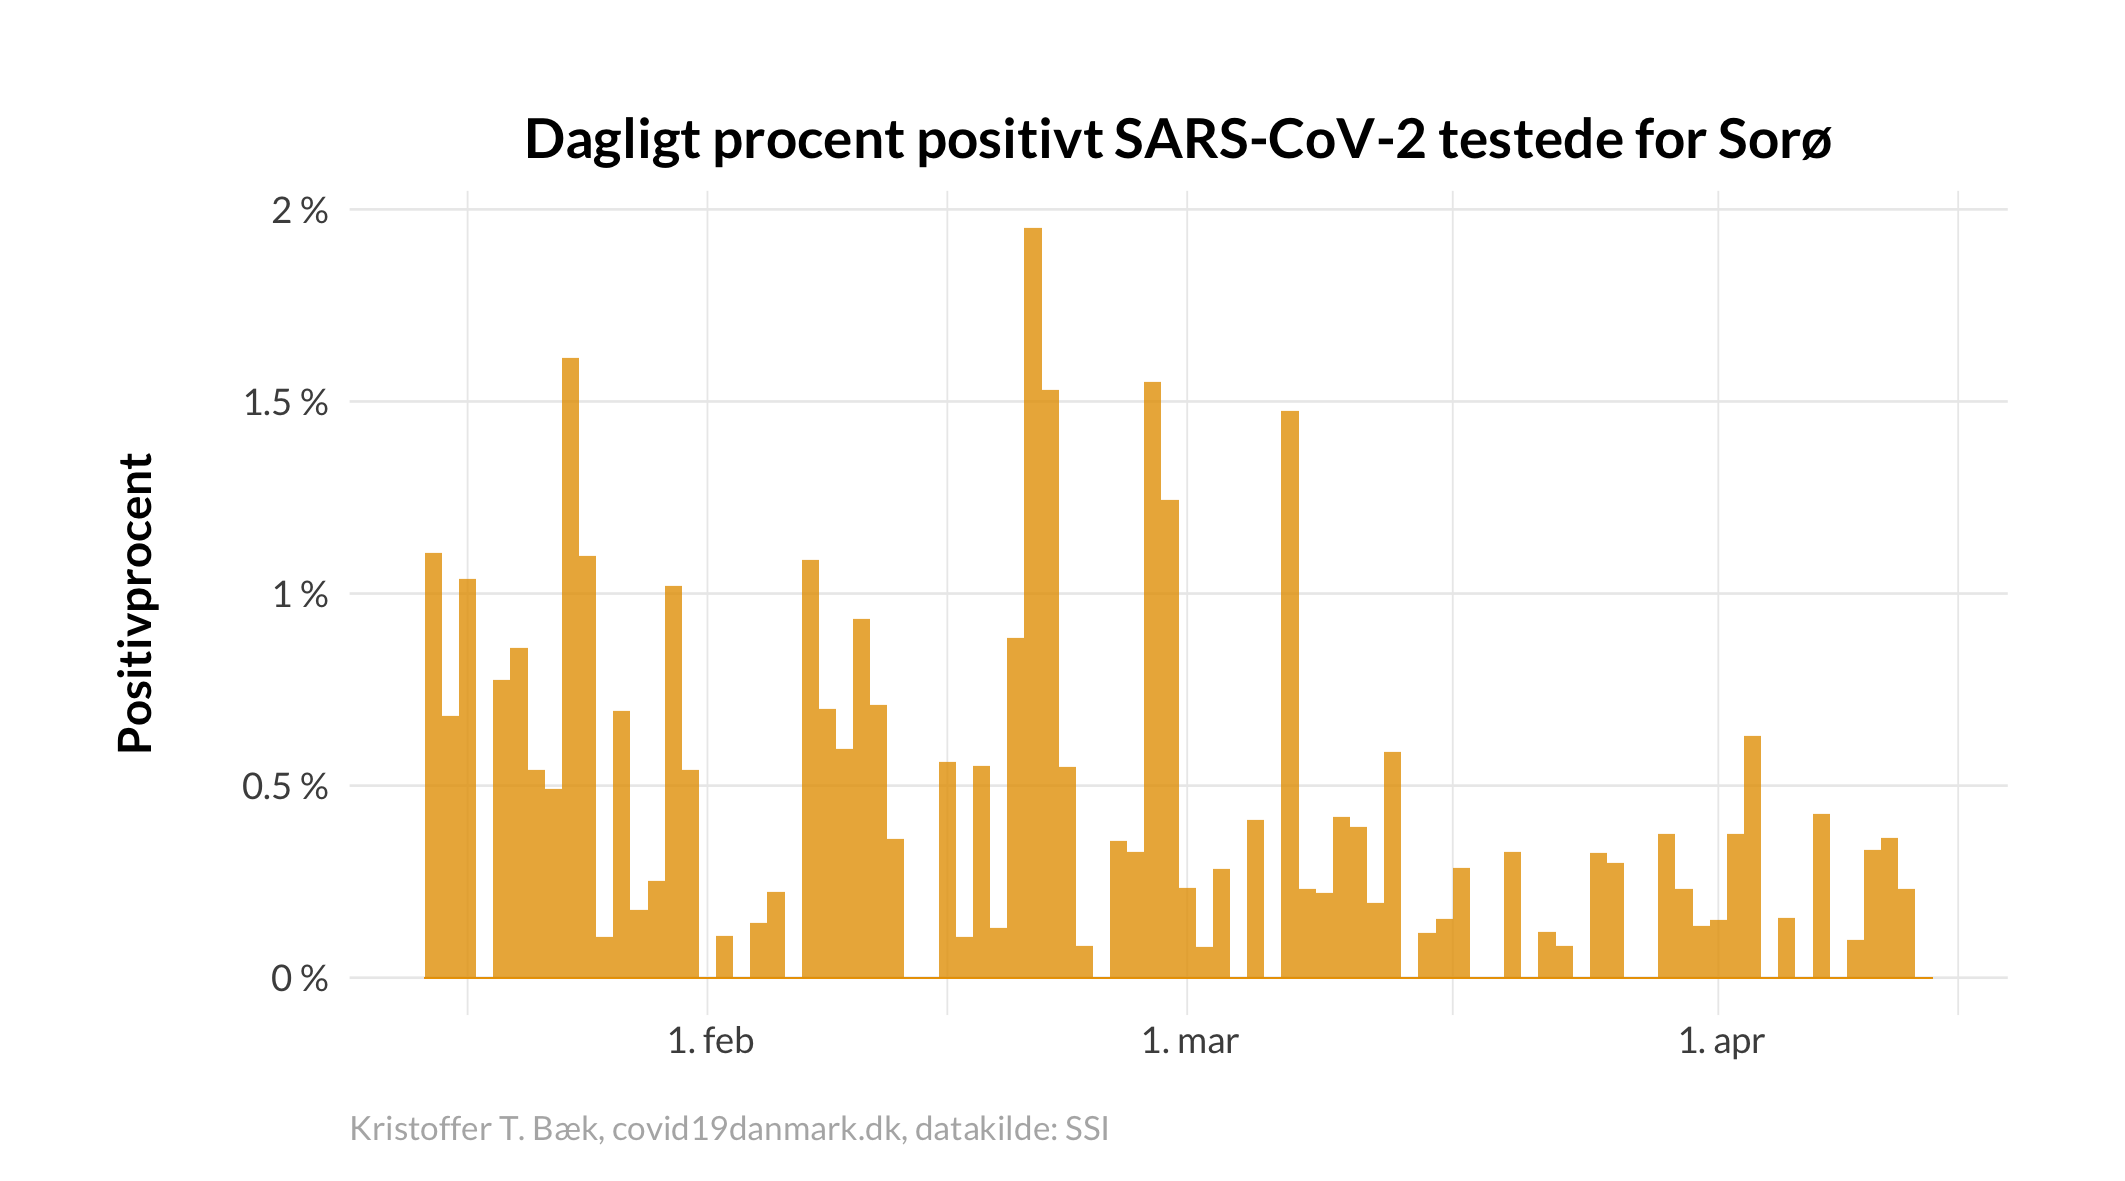 Dagligt procent positivt SARS-CoV-2 testede for Sorø
Positivprocent
2 %
1.5 %
1 %
0.5 %
0 %
1. feb
1. mar
1. apr
Kristoffer T. Bæk, covid19danmark.dk, datakilde: SSI